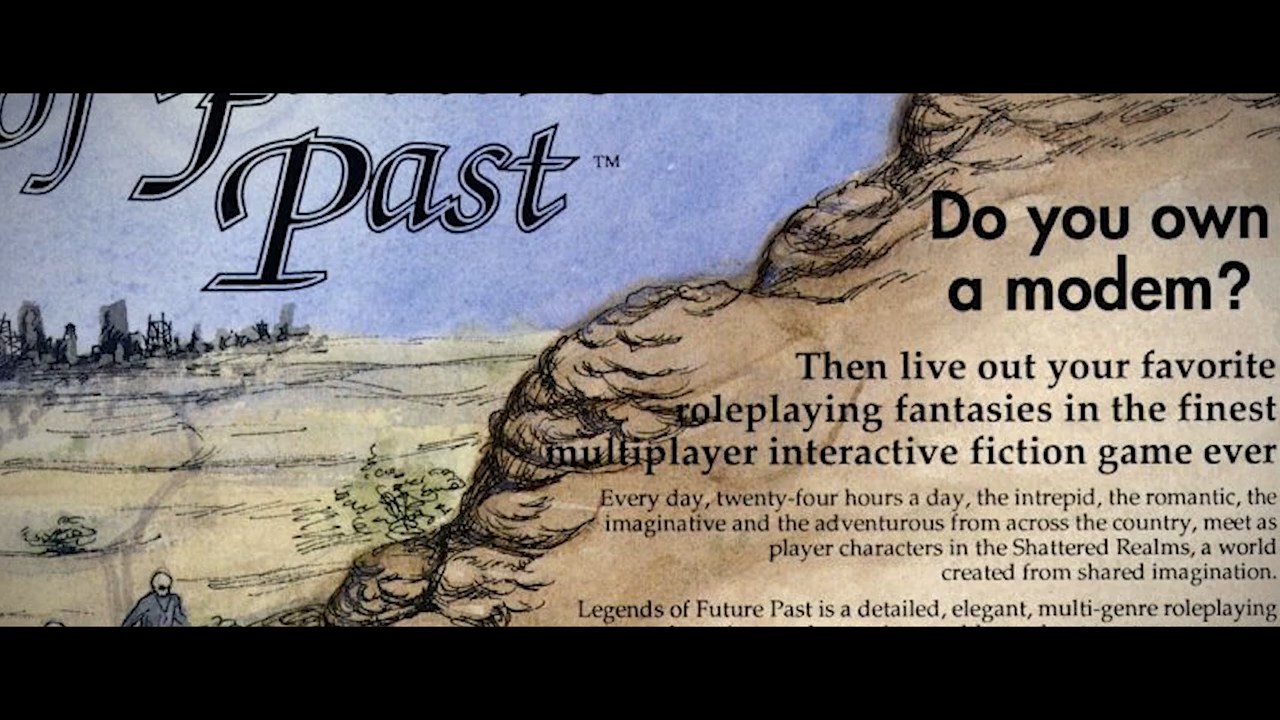 of
Past ™
Do you own
a modem?
Then live out your favorite
roleplaying fantasies in the finest
multiplayer interactive fiction game ever
Every day, twenty-four hours a day, the intrepid, the romantic, the
imaginative and the adventurous from across the country, meet as
player characters in the Shattered Realms, a world
created from shared imagination.
Legends of Future Past is a detailed, elegant, multi-genre roleplaying